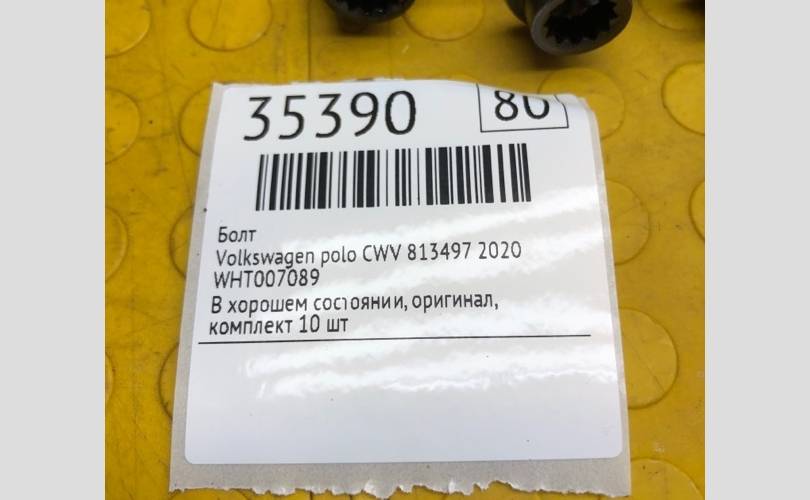 35390
80
Болт
Volkswagen polo CWV 813497 2020
WHT007089
В хорошем состоянии, оригинал,
комплект 10 шт